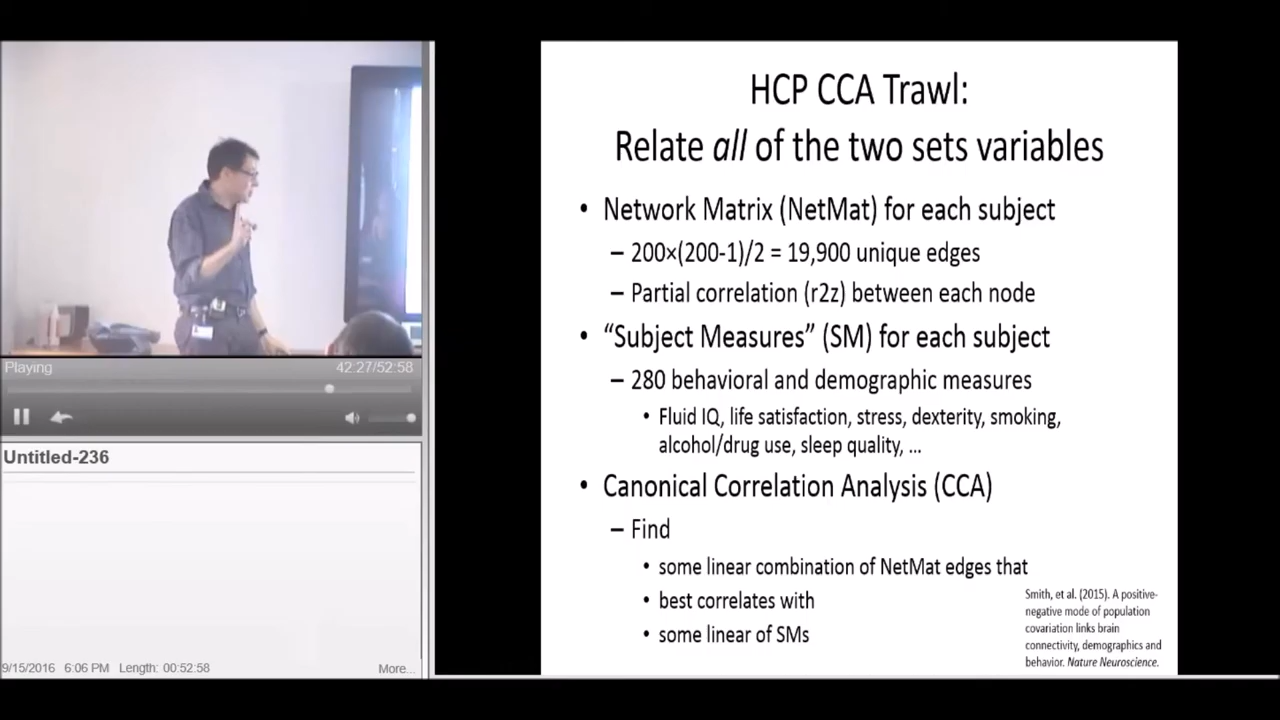 Playing 42:27/52:58
Untitled-236
9/15/2016 6:06 PM Length: 00:52:58 More...
HCP CCA Trawl:
Relate all of the two sets variables
• Network Matrix (NetMat) for each subject
– 200×(200-1)/2 = 19,900 unique edges
– Partial correlation (r2z) between each node
• “Subject Measures” (SM) for each subject
– 280 behavioral and demographic measures
• Fluid IQ, life satisfaction, stress, dexterity, smoking,
alcohol/drug use, sleep quality, ...
• Canonical Correlation Analysis (CCA)
– Find
• some linear combination of NetMat edges that
• best correlates with
• some linear of SMs
Smith, et al. (2015). A positive-
negative mode of population
covariation links brain
connectivity, demographics and
behavior. Nature Neuroscience.